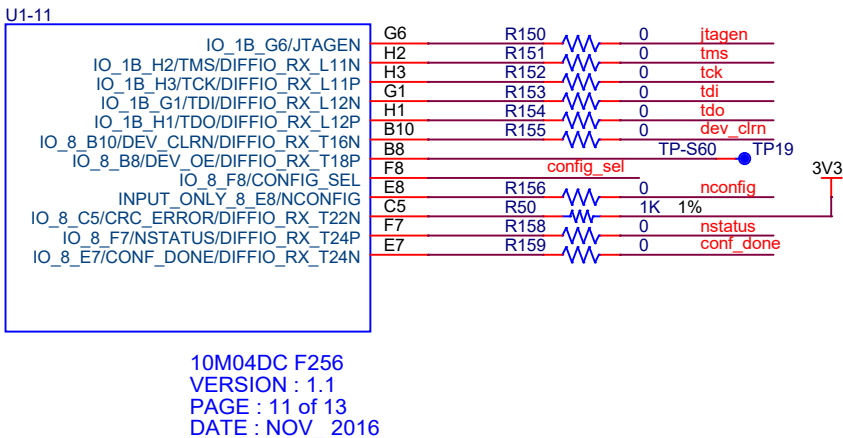 U1-11
IO_1B_G6/JTAGEN G6 R150 0 jtagen
IO_1B_H2/TMS/DIFFIO_RX_L11N H2 R151 0 tms
IO_1B_H3/TCK/DIFFIO_RX_L11P H3 R152 0 tck
IO_1B_G1/TDI/DIFFIO_RX_L12N G1 R153 0 tdi
IO_1B_H1/TDO/DIFFIO_RX_L12P H1 R154 0 tdo
IO_8_B10/DEV_CLRN/DIFFIO_RX_T16N B10 R155 0 dev_clrn
IO_8_B8/DEV_OE/DIFFIO_RX_T18P B8 TP-S60 TP19
IO_8_F8/CONFIG_SEL F8 config_sel 3V3
INPUT_ONLY_8_E8/NCONFIG E8 R156 0 nconfig
IO_8_C5/CRC_ERROR/DIFFIO_RX_T22N C5 R50 1K 1%
IO_8_F7/NSTATUS/DIFFIO_RX_T24P F7 R158 0 nstatus
IO_8_E7/CONF_DONE/DIFFIO_RX_T24N E7 R159 0 conf_done
10M04DC F256
VERSION : 1.1
PAGE : 11 of 13
DATE : NOV 2016